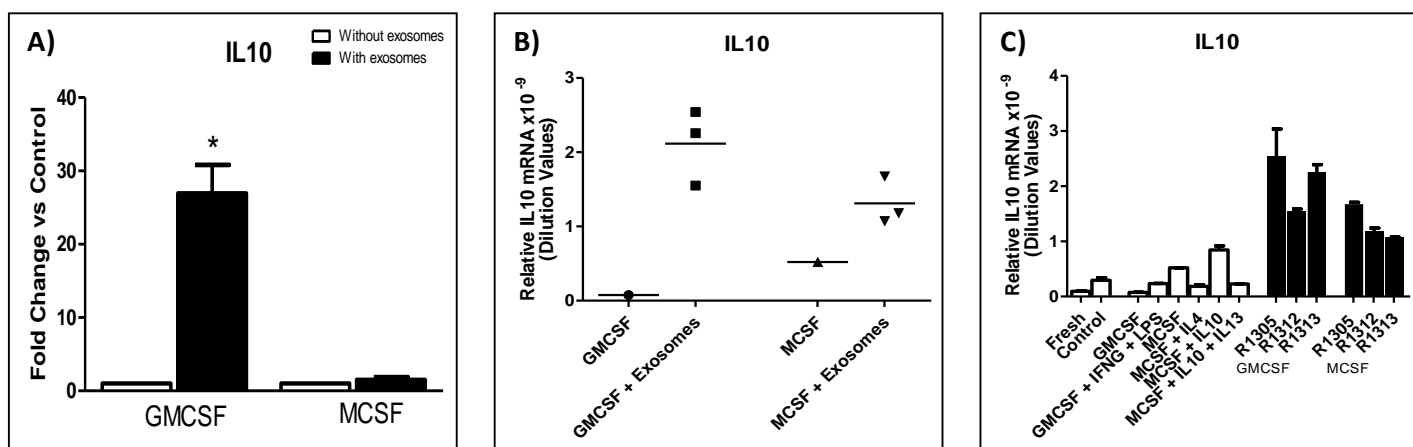 A)
IL10
Without exosomes
With exosomes
Fold Change vs Control
40
30
20
10
0
*
GMCSF
MCSF
B)
IL10
Relative IL10 mRNA x10 -9
(Dilution Values)
3
2
1
0
GMCSF
GMCSF + Exosomes
MCSF
MCSF + Exosomes
C)
IL10
Relative IL10 mRNA x10 -9
(Dilution Values)
4
3
2
1
0
Fresh
Control
GMCSF
GMCSF + IFNG + LPS
MCSF
MCSF + IL4
MCSF + IL10
MCSF + IL10 + IL13
R1305
R1312
R1313
R1305
R1312
R1313
GMCSF
MCSF